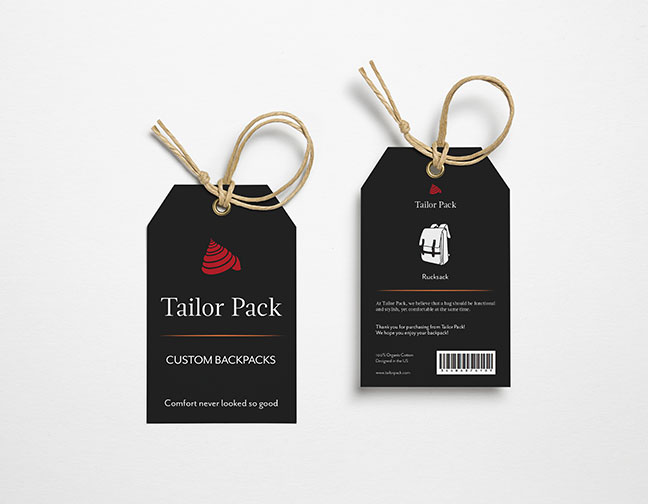 Tailor Pack
CUSTOM BACKPACKS
Comfort never looked so good
Tailor Pack
Rucksack
At Tailor Pack, we believe that a bag should be functional
and stylish, yet comfortable at the same time.
Thank you for purchasing from Tailor Pack!
We hope you enjoy your backpack!
100% Organic Cotton
Designed in the US
www.tailorpack.com